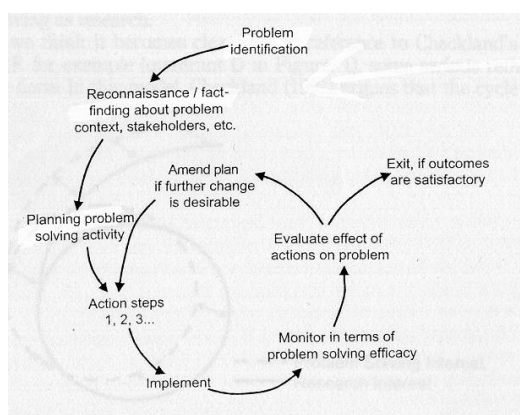 Problem
identification
Reconnaissance / fact-
finding about problem
context, stakeholders, etc.
Amend plan
if further change
is desirable
Exit, if outcomes
are satisfactory
Planning problem
solving activity
Evaluate effect of
actions on problem
Action steps
1, 2, 3...
Monitor in terms of
problem solving efficacy
Implement